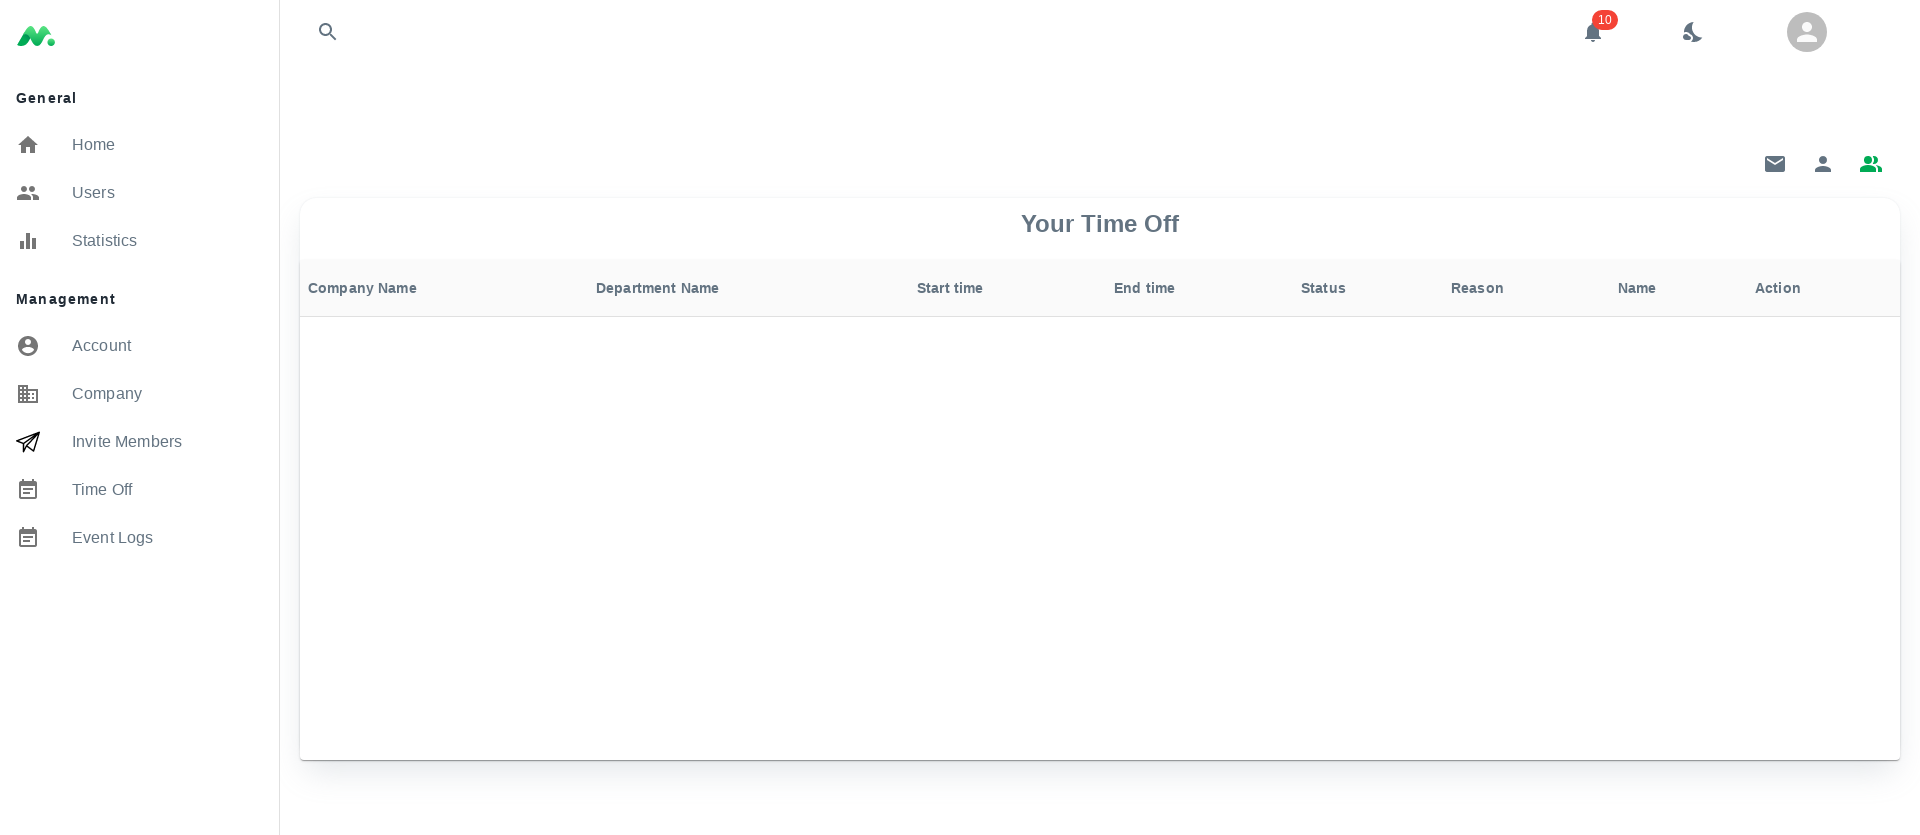 10
General
Home
Users
Statistics
Management
Account
Company
Invite Members
Time Off
Event Logs
Your Time Off
Company Name Department Name Start time End time Status Reason Name Action